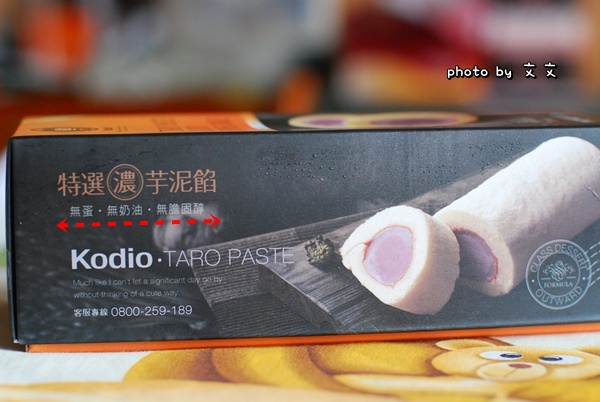 photo by 文文
特選濃芋泥餡
無蛋・無奶油・無膽固醇
Kodio・TARO PASTE
Much like I can't let a significant day go by
without thinking of a cute way.
客服專線 0800-259-189
GLASS DESSERT
FORMULA
OUTWARD